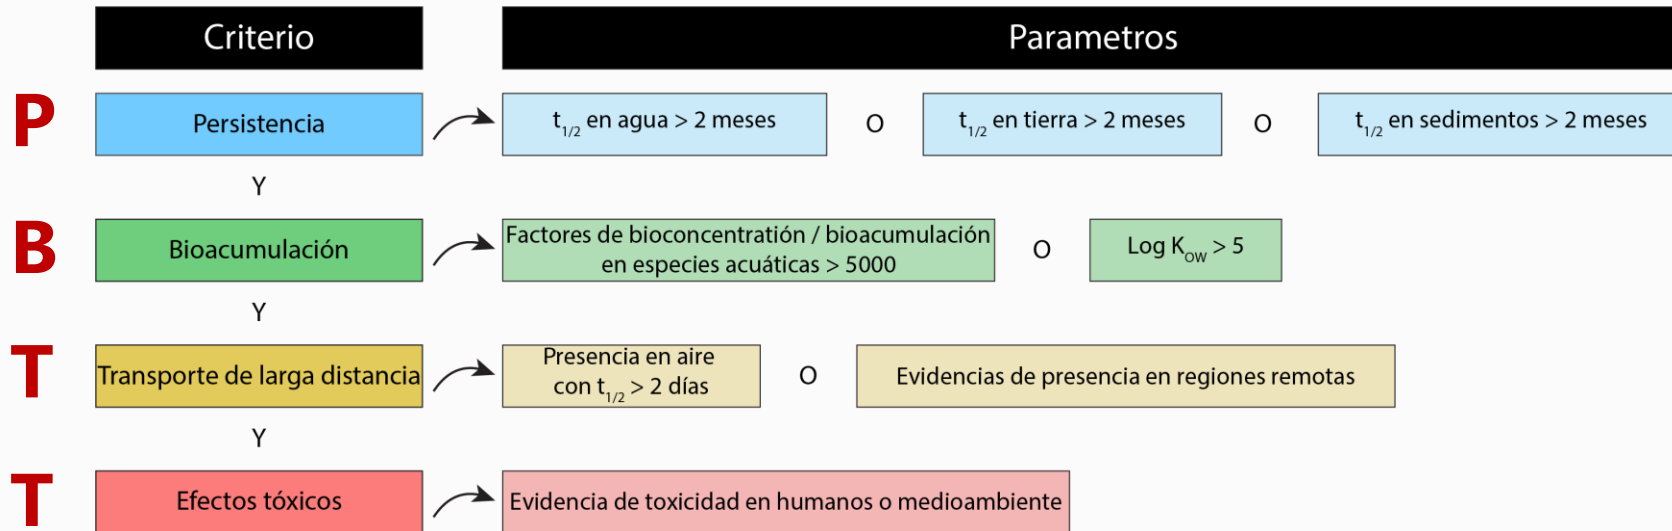 Criterio
Parametros
P
Persistencia
t1/2 en agua > 2 meses
O
t1/2 en tierra > 2 meses
O
t1/2 en sedimentos > 2 meses
Y
B
Bioacumulación
Factores de bioconcentratión / bioacumulación
en especies acuáticas > 5000
O
Log KOW > 5
Y
T
Transporte de larga distancia
Presencia en aire
con t1/2 > 2 días
O
Evidencias de presencia en regiones remotas
Y
T
Efectos tóxicos
Evidencia de toxicidad en humanos o medioambiente